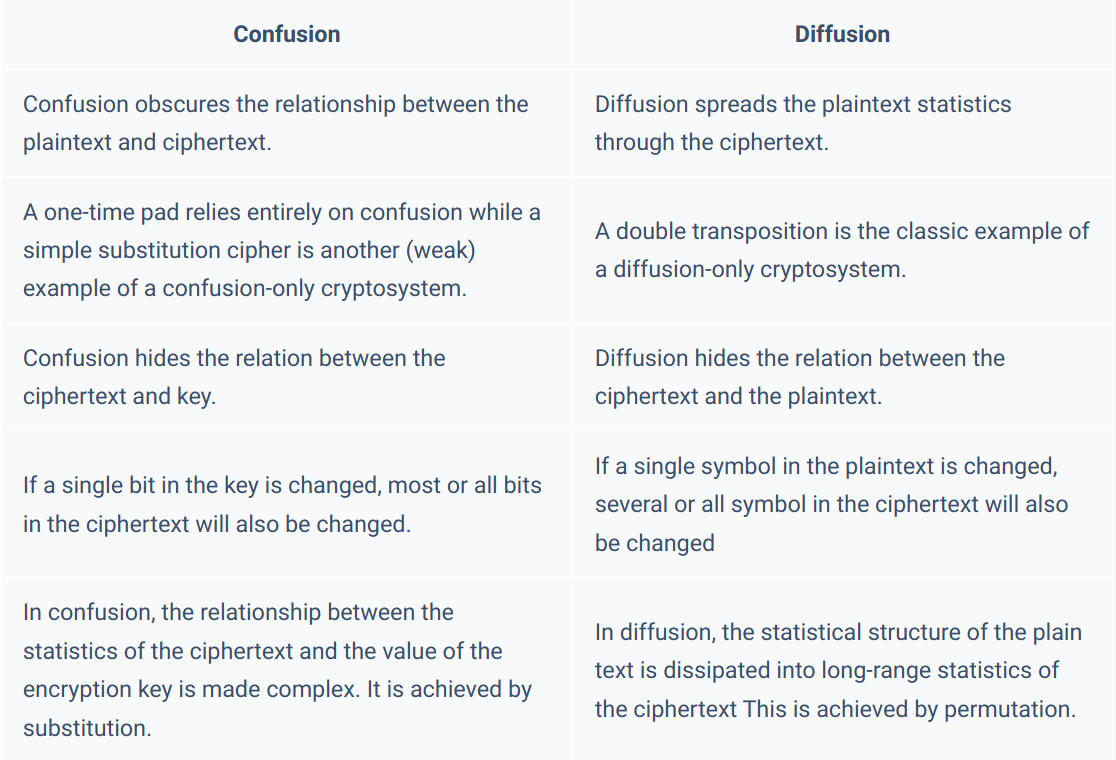 Confusion
Diffusion
Confusion obscures the relationship between the
plaintext and ciphertext.
Diffusion spreads the plaintext statistics
through the ciphertext.
A one-time pad relies entirely on confusion while a
simple substitution cipher is another (weak)
example of a confusion-only cryptosystem.
A double transposition is the classic example of
a diffusion-only cryptosystem.
Confusion hides the relation between the
ciphertext and key.
Diffusion hides the relation between the
ciphertext and the plaintext.
If a single bit in the key is changed, most or all bits
in the ciphertext will also be changed.
If a single symbol in the plaintext is changed,
several or all symbol in the ciphertext will also
be changed
In confusion, the relationship between the
statistics of the ciphertext and the value of the
encryption key is made complex. It is achieved by
substitution.
In diffusion, the statistical structure of the plain
text is dissipated into long-range statistics of
the ciphertext This is achieved by permutation.